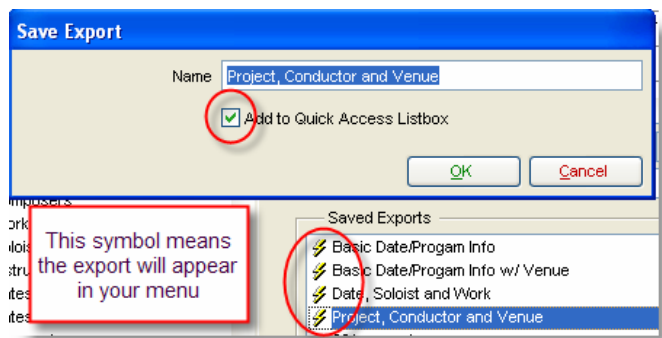 Save Export
Name Project, Conductor and Venue
Add to Quick Access Listbox
OK Cancel
Saved Exports
This symbol means
the export will appear
in your menu
Basic Date/Progam Info
Basic Date/Progam Info w/ Venue
Date, Soloist and Work
Project, Conductor and Venue